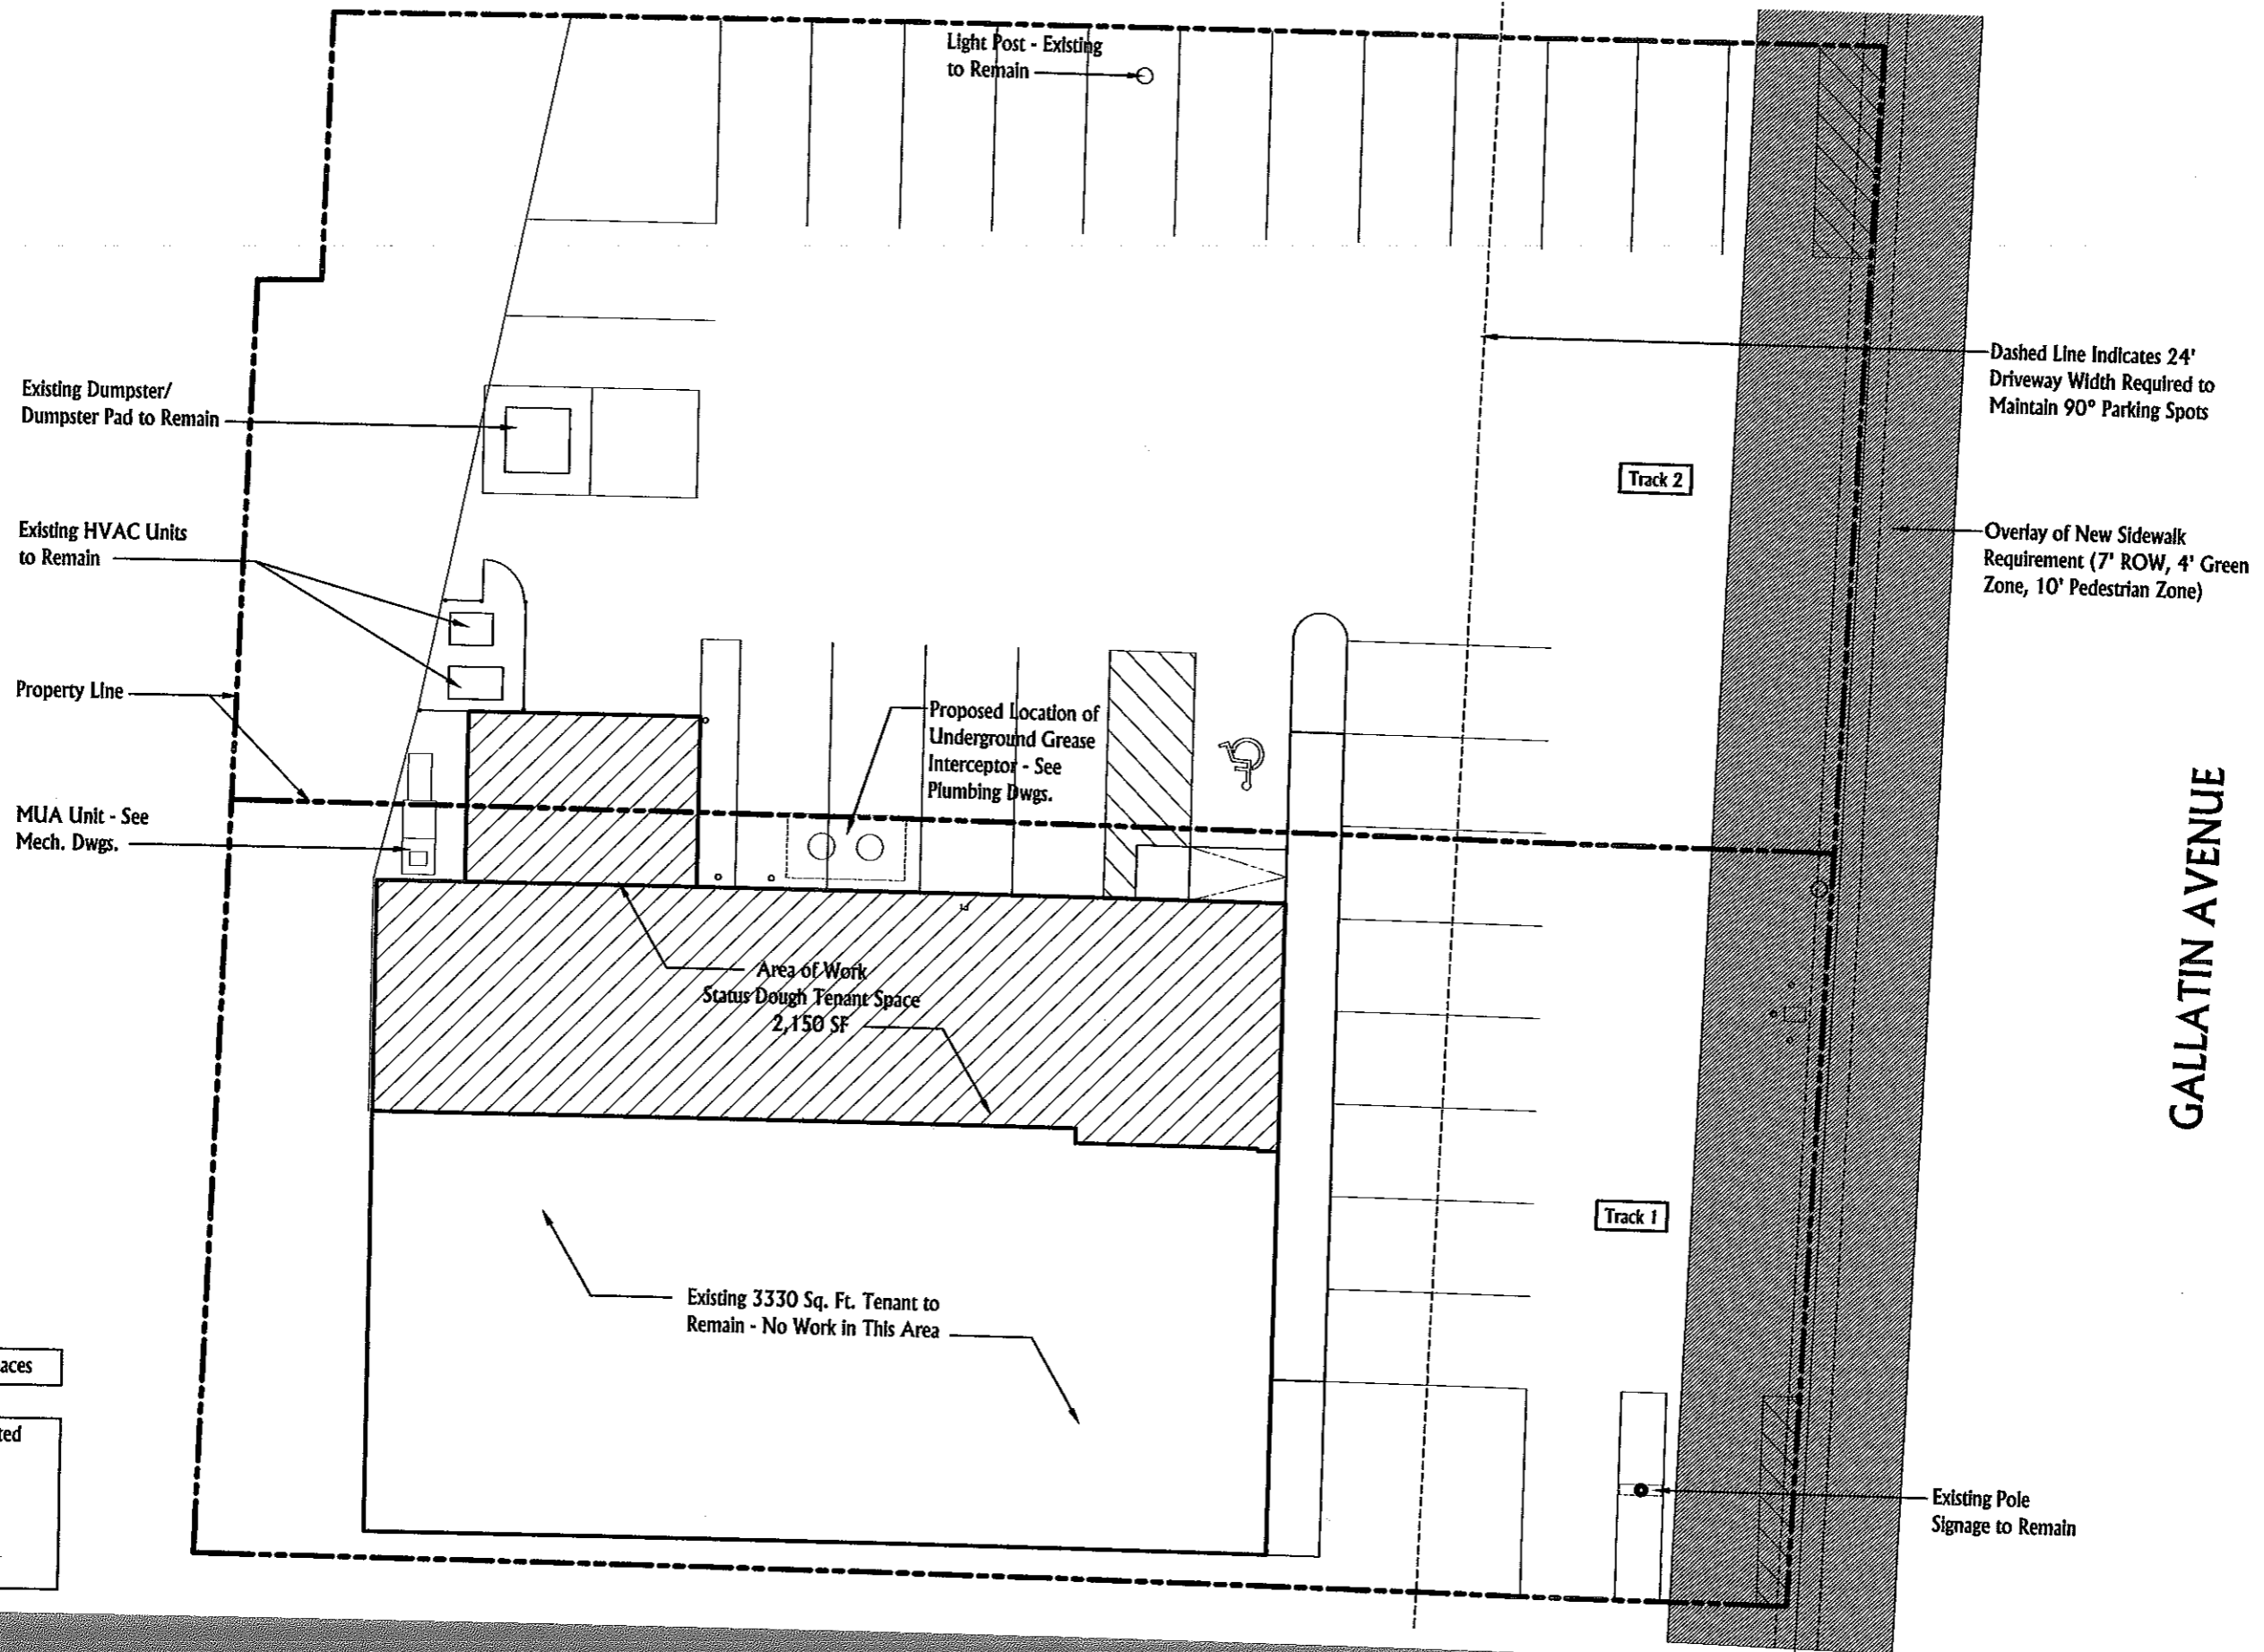 Light Post - Existing
to Remain
Dashed Line Indicates 24'
Driveway Width Required to
Maintain 90° Parking Spots
Existing Dumpster/
Dumpster Pad to Remain
Track 2
Existing HVAC Units
to Remain
Overlay of New Sidewalk
Requirement (7' ROW, 4' Green
Zone, 10' Pedestrian Zone)
Property Line
Proposed Location of
Underground Grease
Interceptor - See
Plumbing Dwgs.
MUA Unit - See
Mech. Dwgs.
GALLATIN AVENUE
Area of Work
Status Dough Tenant Space
2,150 SF
Track 1
Existing 3330 Sq. Ft. Tenant to
Remain - No Work in This Area
aces
ted
Existing Pole
Signage to Remain